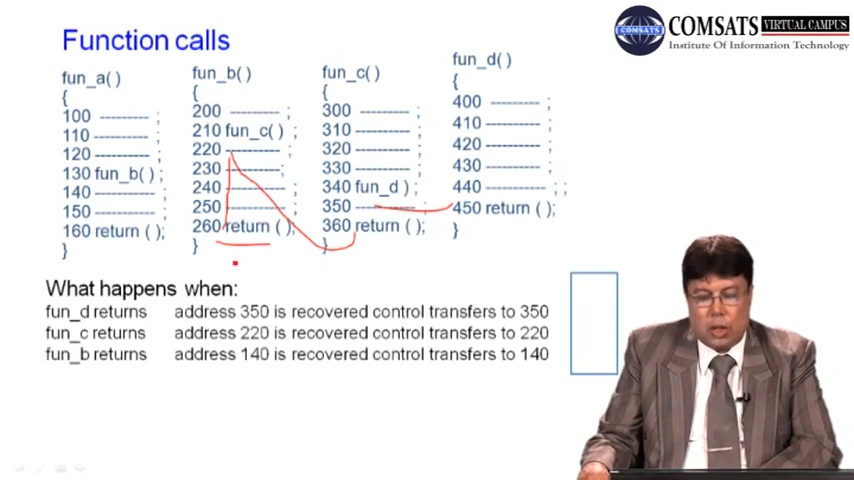 Function calls
COMSATS VIRTUAL CAMPUS
Institute Of Information Technology
COMSATS
fun_a()
{
100 --------- ;
110 --------- ;
120 --------- ;
130 fun_b() ;
140 --------- ;
150 --------- ;
160 return ( );
}
fun_b()
{
200 --------- ;
210 fun_c() ;
220 --------- ;
230 --------- ;
240 --------- ;
250 --------- ;
260 return ( );
}
fun_c()
{
300 --------- ;
310 --------- ;
320 --------- ;
330 --------- ;
340 fun_d ) ;
350 --------- ;
360 return ( );
}
fun_d()
{
400 --------- ;
410 --------- ;
420 --------- ;
430 --------- ;
440 --------- ; ;
450 return ( );
}
What happens when:
fun_d returns address 350 is recovered control transfers to 350
fun_c returns address 220 is recovered control transfers to 220
fun_b returns address 140 is recovered control transfers to 140